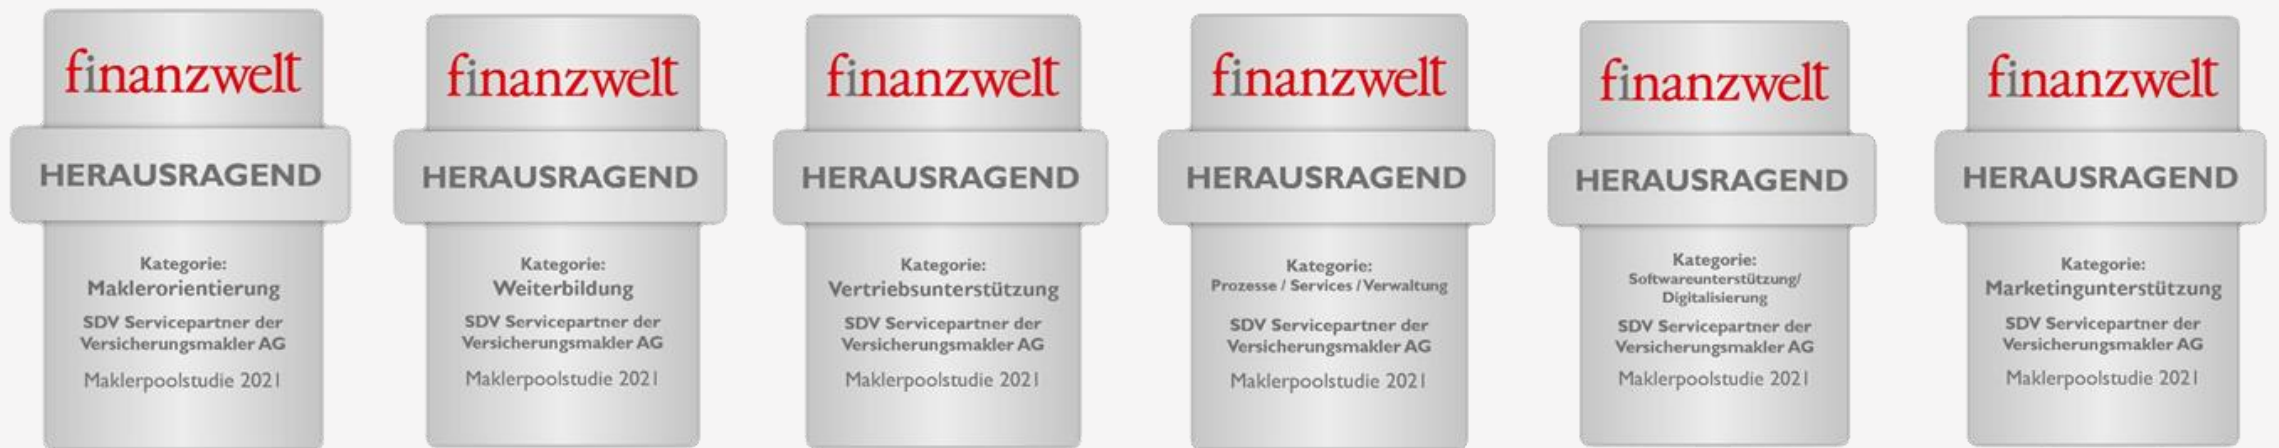 finanzwelt
HERAUSRAGEND
Kategorie:
Maklerorientierung
SDV Servicepartner der
Versicherungsmakler AG
Maklerpoolstudie 2021
finanzwelt
HERAUSRAGEND
Kategorie:
Weiterbildung
SDV Servicepartner der
Versicherungsmakler AG
Maklerpoolstudie 2021
finanzwelt
HERAUSRAGEND
Kategorie:
Vertriebsunterstützung
SDV Servicepartner der
Versicherungsmakler AG
Maklerpoolstudie 2021
finanzwelt
HERAUSRAGEND
Kategorie:
Prozesse / Services / Verwaltung
SDV Servicepartner der
Versicherungsmakler AG
Maklerpoolstudie 2021
finanzwelt
HERAUSRAGEND
Kategorie:
Softwareunterstützung/
Digitalisierung
SDV Servicepartner der
Versicherungsmakler AG
Maklerpoolstudie 2021
finanzwelt
HERAUSRAGEND
Kategorie:
Marketingunterstützung
SDV Servicepartner der
Versicherungsmakler AG
Maklerpoolstudie 2021